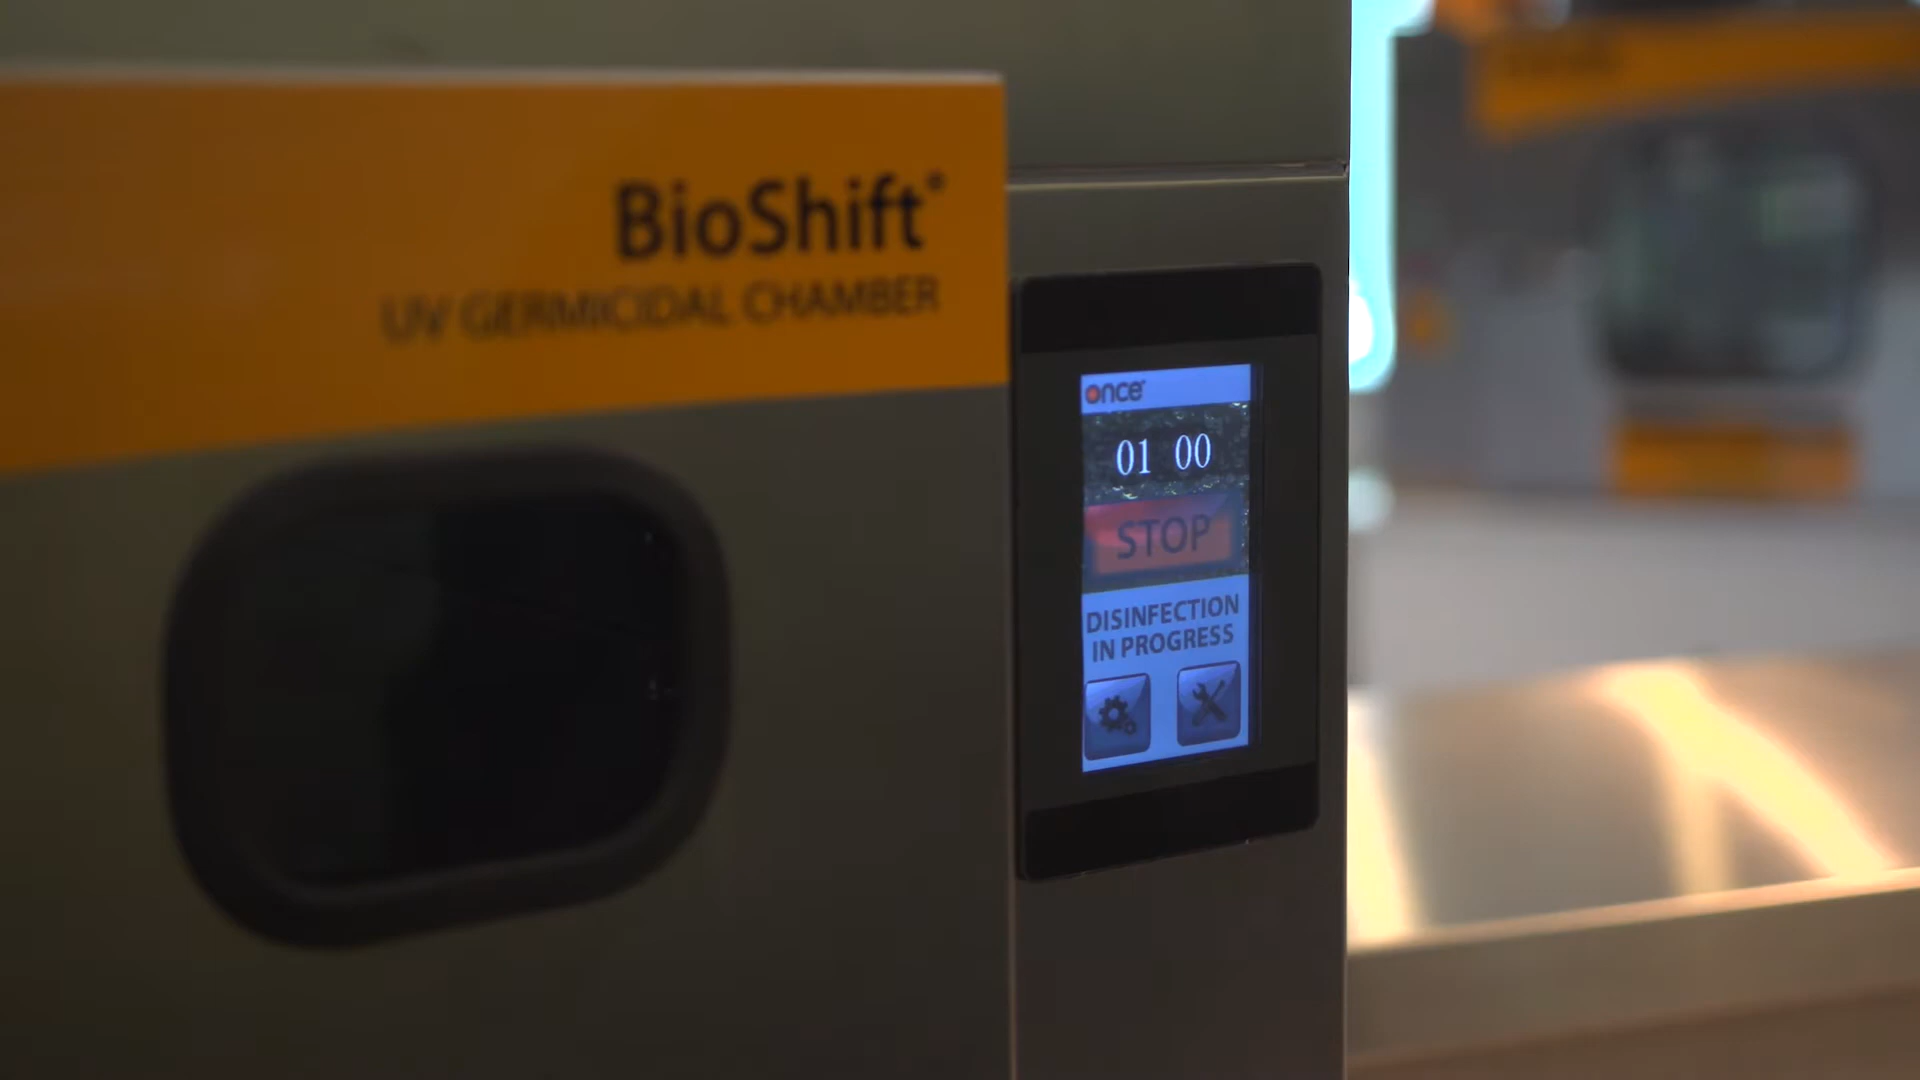 BioShift®
UV GERMICIDAL CHAMBER
once
01 00
STOP
DISINFECTION
IN PROGRESS